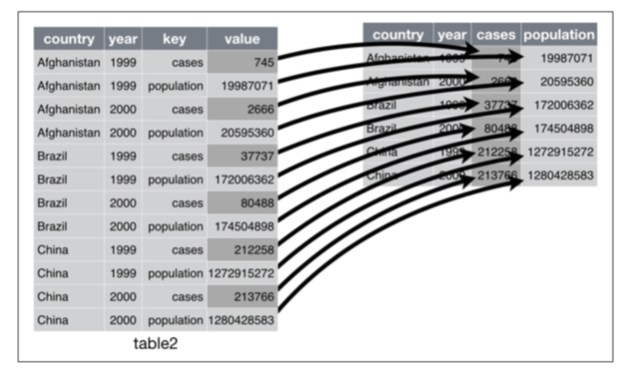 country year key value
Afghanistan 1999 cases 745
Afghanistan 1999 population 19987071
Afghanistan 2000 cases 2666
Afghanistan 2000 population 20595360
Brazil 1999 cases 37737
Brazil 1999 population 172006362
Brazil 2000 cases 80488
Brazil 2000 population 174504898
China 1999 cases 212258
China 1999 population 1272915272
China 2000 cases 213766
China 2000 population 1280428583
table2
country year cases population
Afghanistan 1999 745 19987071
Afghanistan 2000 2666 20595360
Brazil 1999 37737 172006362
Brazil 2000 80488 174504898
China 1999 212258 1272915272
China 2000 213766 1280428583